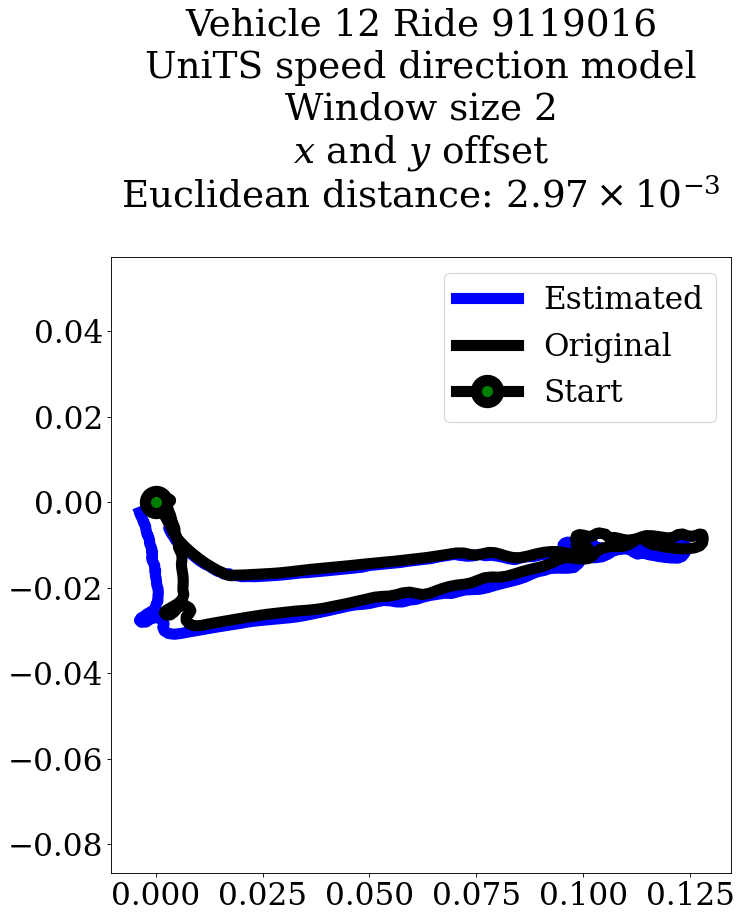 Vehicle 12 Ride 9119016
UniTS speed direction model
Window size 2
x and y offset
Euclidean distance: 2.97 × 10⁻³
Estimated
Original
Start
0.04
0.02
0.00
−0.02
−0.04
−0.06
−0.08
0.000 0.025 0.050 0.075 0.100 0.125